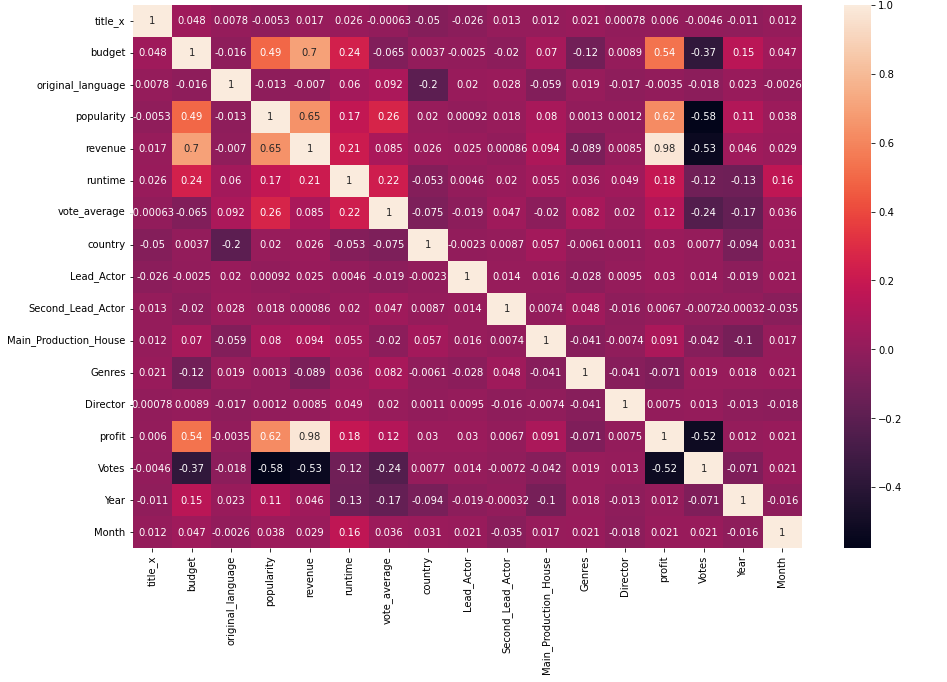 title_x 1 0.048 0.0078 -0.0053 0.017 0.026 -0.00063 -0.05 -0.026 0.013 0.012 0.021 0.00078 0.006 -0.0046 -0.011 0.012
budget 0.048 1 -0.016 0.49 0.7 0.24 -0.065 0.0037 -0.0025 -0.02 0.07 -0.12 0.0089 0.54 -0.37 0.15 0.047
original_language 0.0078 -0.016 1 -0.013 -0.007 0.06 0.092 -0.2 0.02 0.028 -0.059 0.019 -0.017 -0.0035 -0.018 0.023 -0.0026
popularity -0.0053 0.49 -0.013 1 0.65 0.17 0.26 0.02 0.00092 0.018 0.08 0.0013 0.0012 0.62 -0.58 0.11 0.038
revenue 0.017 0.7 -0.007 0.65 1 0.21 0.085 0.026 0.025 0.00086 0.094 -0.089 0.0085 0.98 -0.53 0.046 0.029
runtime 0.026 0.24 0.06 0.17 0.21 1 0.22 -0.053 0.0046 0.02 0.055 0.036 0.049 0.18 -0.12 -0.13 0.16
vote_average -0.00063 -0.065 0.092 0.26 0.085 0.22 1 -0.075 -0.019 0.047 -0.02 0.082 0.02 0.12 -0.24 -0.17 0.036
country -0.05 0.0037 -0.2 0.02 0.026 -0.053 -0.075 1 -0.0023 0.0087 0.057 -0.0061 0.0011 0.03 0.0077 -0.094 0.031
Lead_Actor -0.026 -0.0025 0.02 0.00092 0.025 0.0046 -0.019 -0.0023 1 0.014 0.016 -0.028 0.0095 0.03 0.014 -0.019 0.021
Second_Lead_Actor 0.013 -0.02 0.028 0.018 0.00086 0.02 0.047 0.0087 0.014 1 0.0074 0.048 -0.016 0.0067 -0.0072 -0.00032 -0.035
Main_Production_House 0.012 0.07 -0.059 0.08 0.094 0.055 -0.02 0.057 0.016 0.0074 1 -0.041 -0.0074 0.091 -0.042 -0.1 0.017
Genres 0.021 -0.12 0.019 0.0013 -0.089 0.036 0.082 -0.0061 -0.028 0.048 -0.041 1 -0.041 -0.071 0.019 0.018 0.021
Director 0.00078 0.0089 -0.017 0.0012 0.0085 0.049 0.02 0.0011 0.0095 -0.016 -0.0074 -0.041 1 0.0075 0.013 -0.013 -0.018
profit 0.006 0.54 -0.0035 0.62 0.98 0.18 0.12 0.03 0.03 0.0067 0.091 -0.071 0.0075 1 -0.52 0.012 0.021
Votes -0.0046 -0.37 -0.018 -0.58 -0.53 -0.12 -0.24 0.0077 0.014 -0.0072 -0.042 0.019 0.013 -0.52 1 -0.071 0.021
Year -0.011 0.15 0.023 0.11 0.046 -0.13 -0.17 -0.094 -0.019 -0.00032 -0.1 0.018 -0.013 0.012 -0.071 1 -0.016
Month 0.012 0.047 -0.0026 0.038 0.029 0.16 0.036 0.031 0.021 -0.035 0.017 0.021 -0.018 0.021 0.021 -0.016 1
title_x
budget
original_language
popularity
revenue
runtime
vote_average
country
Lead_Actor
Second_Lead_Actor
Main_Production_House
Genres
Director
profit
Votes
Year
Month
1.0
0.8
0.6
0.4
0.2
0.0
−0.2
−0.4